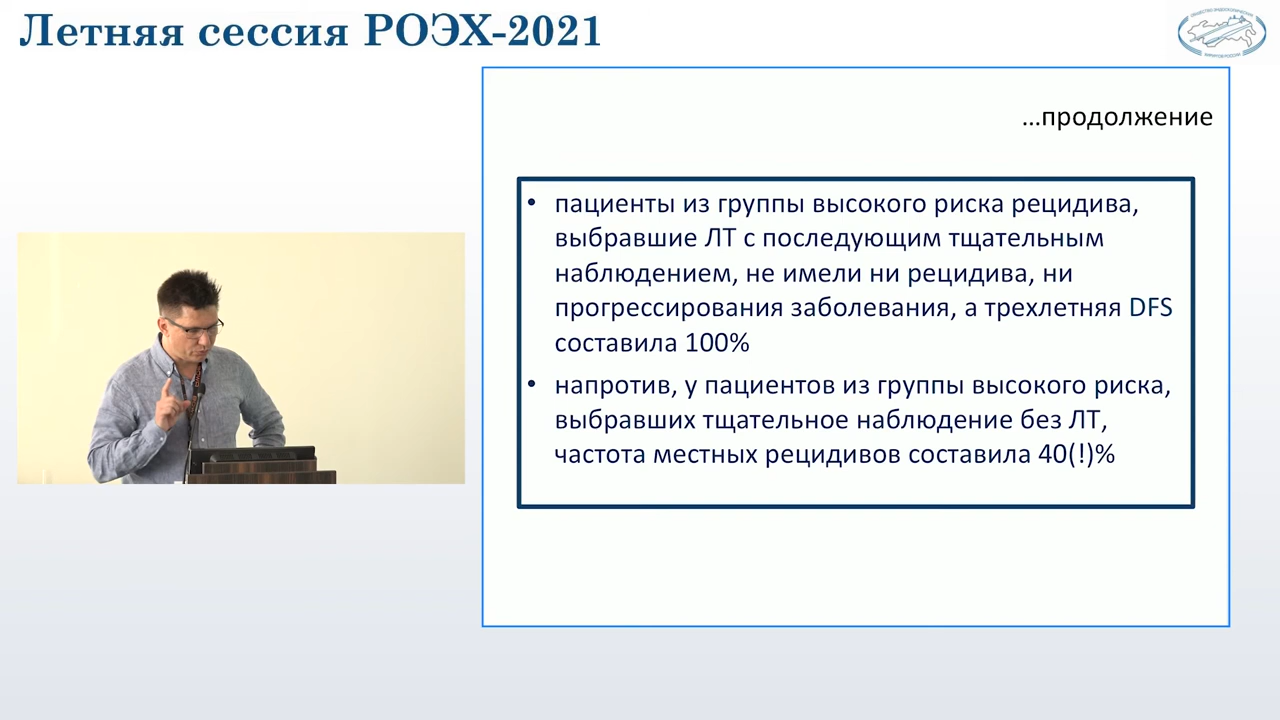 Летняя сессия РОЭХ-2021
...продолжение
• пациенты из группы высокого риска рецидива,
выбравшие ЛТ с последующим тщательным
наблюдением, не имели ни рецидива, ни
прогрессирования заболевания, а трехлетняя DFS
составила 100%
• напротив, у пациентов из группы высокого риска,
выбравших тщательное наблюдение без ЛТ,
частота местных рецидивов составила 40(!)%